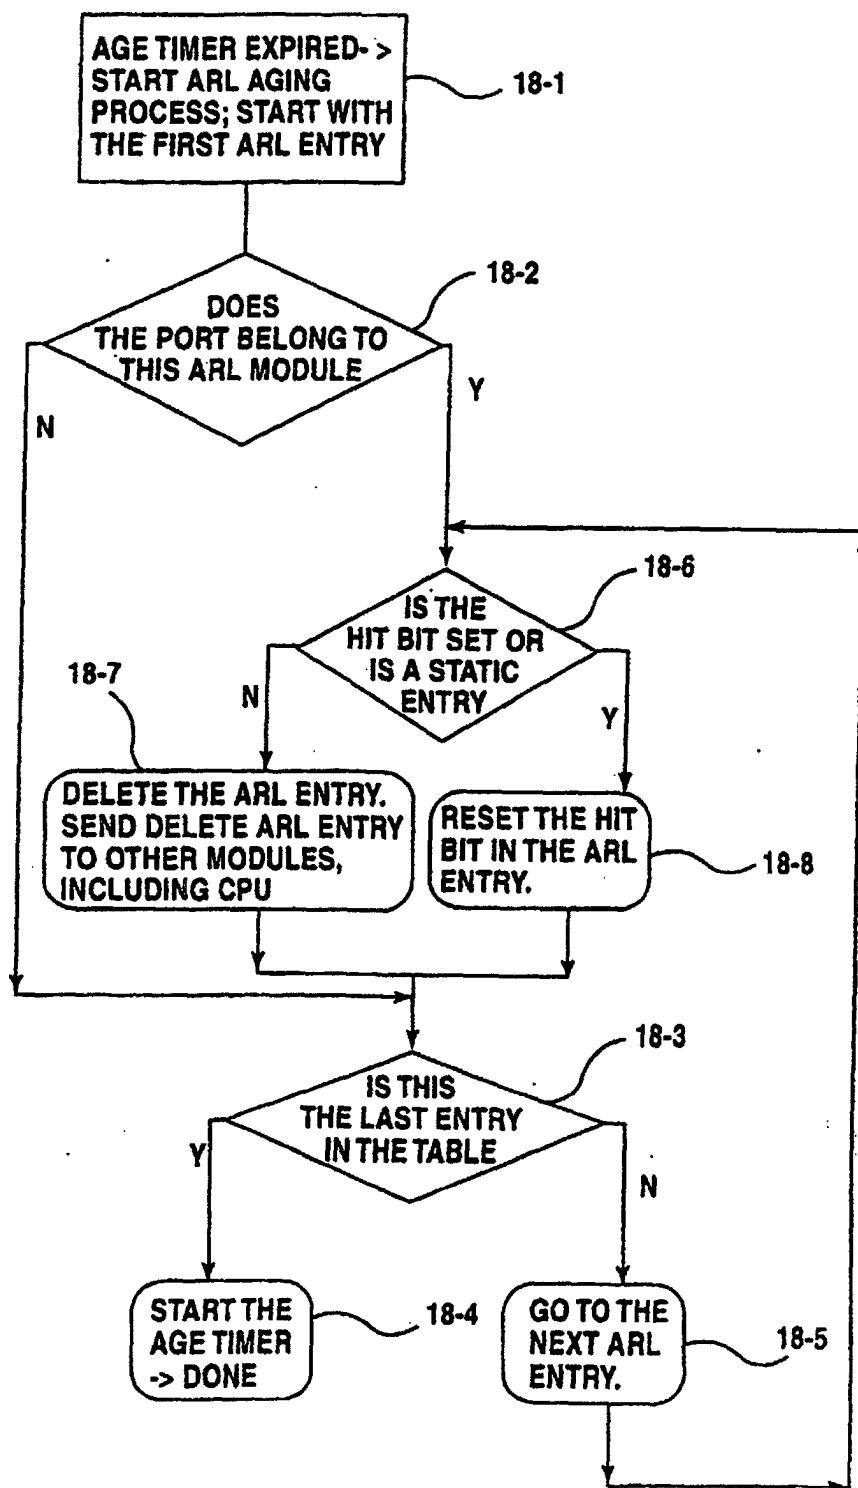 AGE TIMER EXPIRED- >
START ARL AGING
PROCESS; START WITH
THE FIRST ARL ENTRY
18-1
18-2
DOES
THE PORT BELONG TO
THIS ARL MODULE
Y
N
18-6
IS THE
HIT BIT SET OR
IS A STATIC
ENTRY
18-7
N
Y
DELETE THE ARL ENTRY.
SEND DELETE ARL ENTRY
TO OTHER MODULES,
INCLUDING CPU
RESET THE HIT
BIT IN THE ARL
ENTRY.
18-8
18-3
IS THIS
THE LAST ENTRY
IN THE TABLE
Y
N
START THE
AGE TIMER
-> DONE
18-4
GO TO THE
NEXT ARL
ENTRY.
18-5